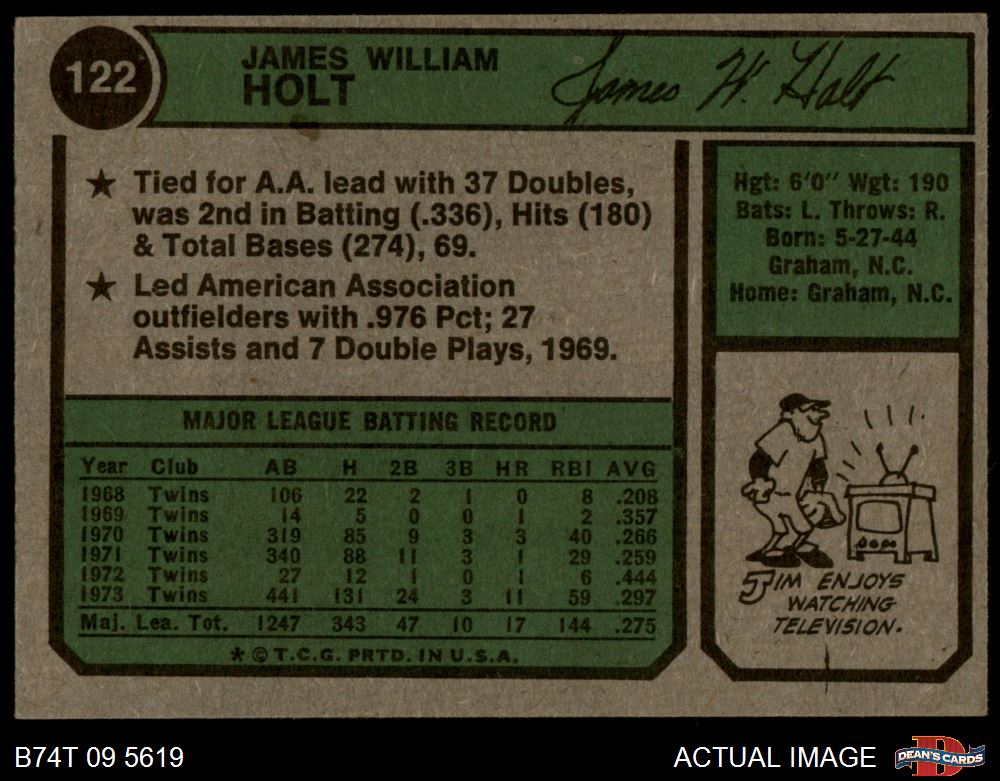 122
JAMES WILLIAM
HOLT
James W. Holt
★ Tied for A.A. lead with 37 Doubles,
was 2nd in Batting (.336), Hits (180)
& Total Bases (274), 69.
★ Led American Association
outfielders with .976 Pct; 27
Assists and 7 Double Plays, 1969.
Hgt: 6'0" Wgt: 190
Bats: L. Throws: R.
Born: 5-27-44
Graham, N.C.
Home: Graham, N.C.
MAJOR LEAGUE BATTING RECORD
Year Club AB H 2B 3B HR RBI AVG
1968 Twins 106 22 2 1 0 8 .208
1969 Twins 14 5 0 0 1 2 .357
1970 Twins 319 85 9 3 3 40 .266
1971 Twins 340 88 11 3 1 29 .259
1972 Twins 27 12 1 0 1 6 .444
1973 Twins 441 131 24 3 11 59 .297
Maj. Lea. Tot. 1247 343 47 10 17 144 .275
* © T.C.G. PRTD. IN U.S.A.
JIM ENJOYS
WATCHING
TELEVISION.
B74T 09 5619
ACTUAL IMAGE
DEAN'S CARDS